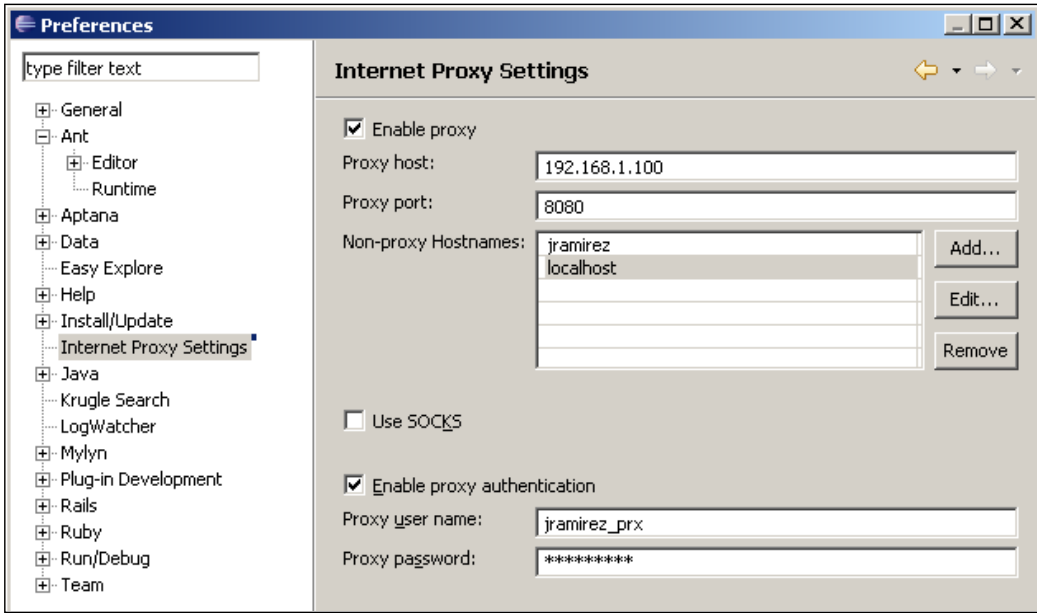 Preferences
type filter text
General
Ant
Editor
Runtime
Aptana
Data
Easy Explore
Help
Install/Update
Internet Proxy Settings
Java
Krugle Search
LogWatcher
Mylyn
Plug-in Development
Rails
Ruby
Run/Debug
Team
Internet Proxy Settings
Enable proxy
Proxy host: 192.168.1.100
Proxy port: 8080
Non-proxy Hostnames: jramirez
localhost
Add...
Edit...
Remove
Use SOCKS
Enable proxy authentication
Proxy user name: jramirez_prx
Proxy password: *********